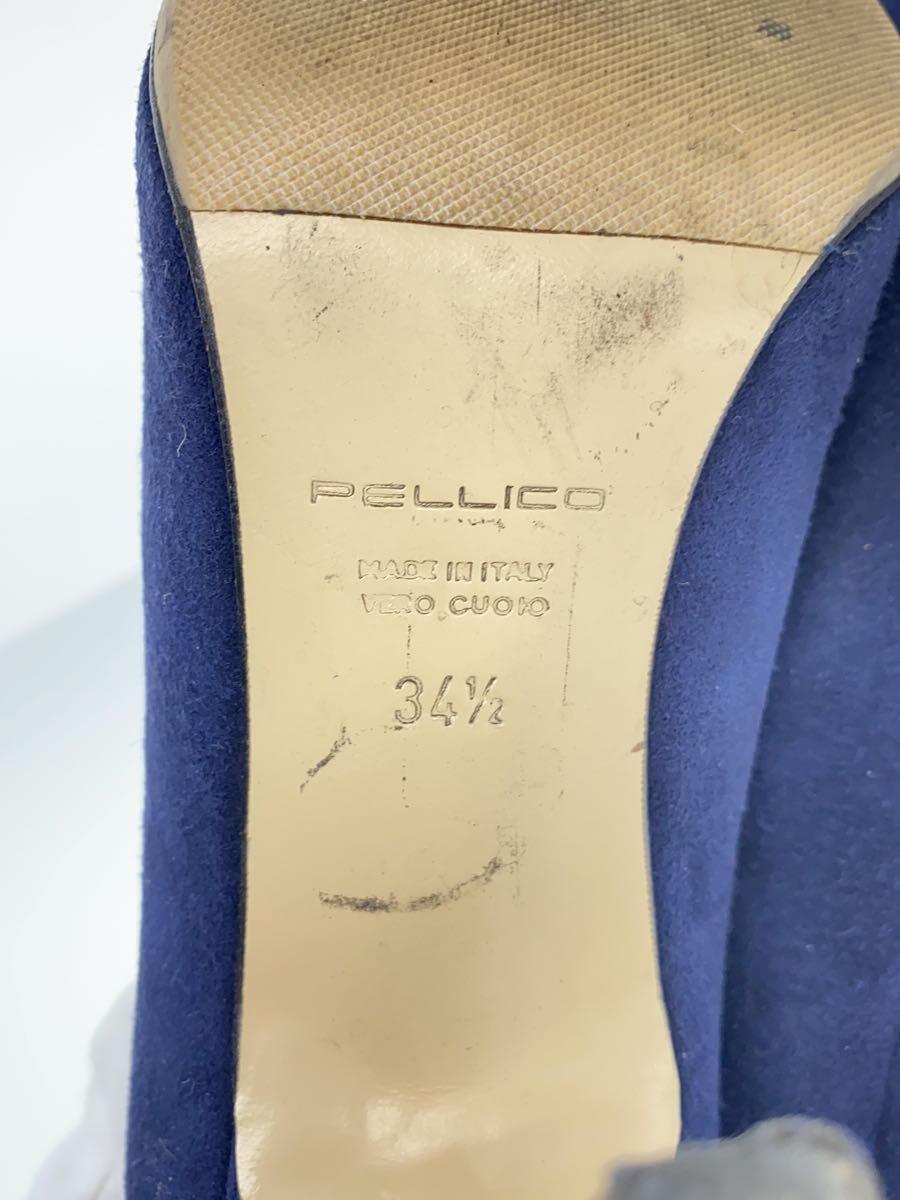 PELLICO
MADE IN ITALY
VERO CUOIO
34½